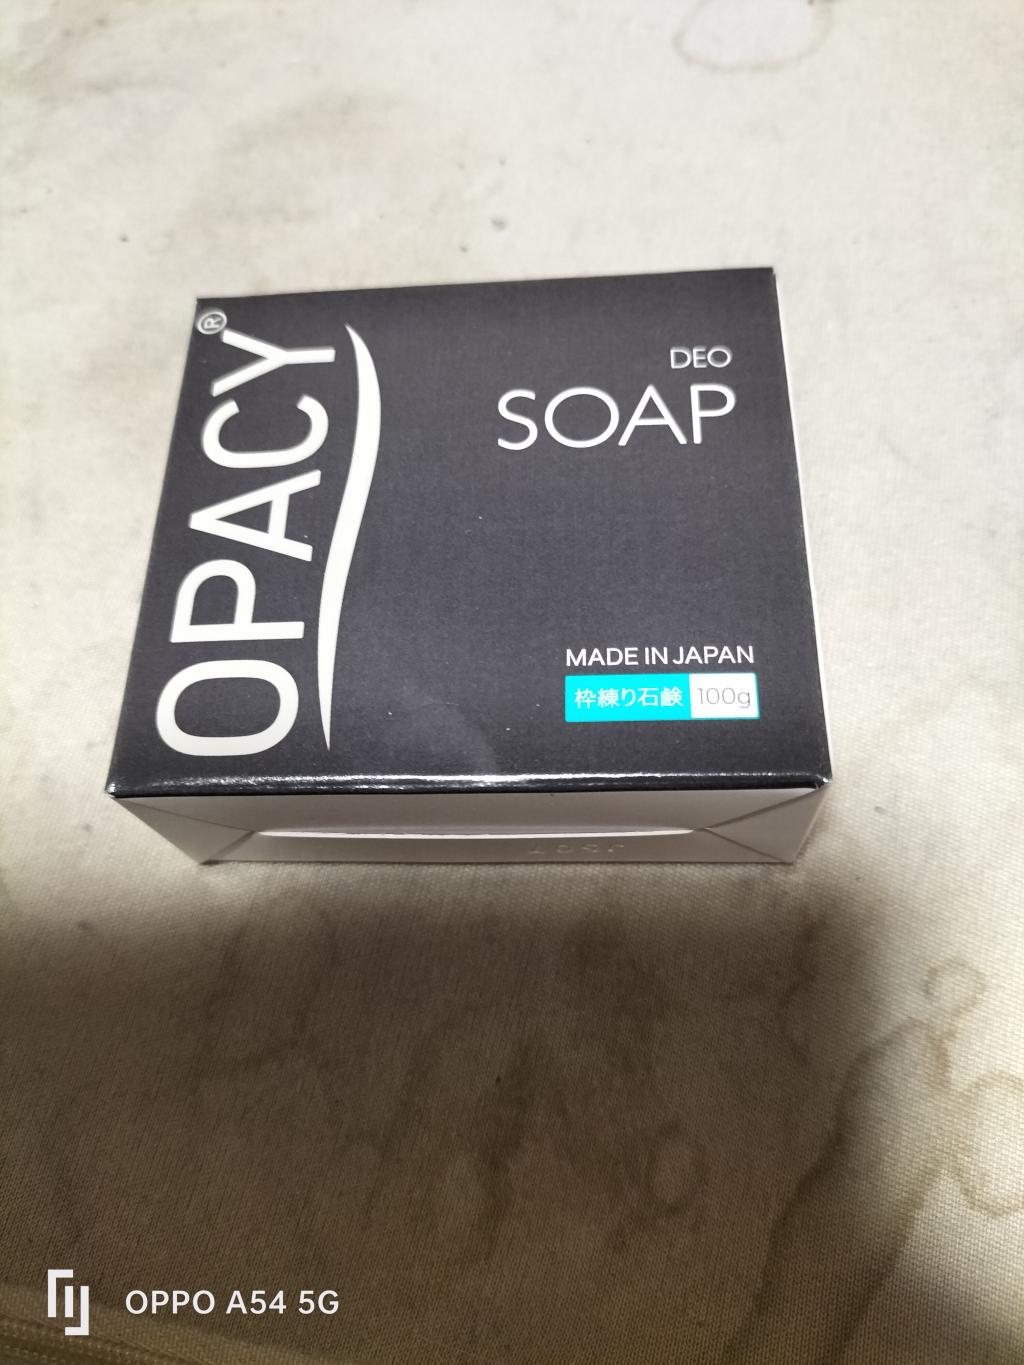 OPACY®
DEO
SOAP
MADE IN JAPAN
枠練り石鹸 100g
OPPO A54 5G